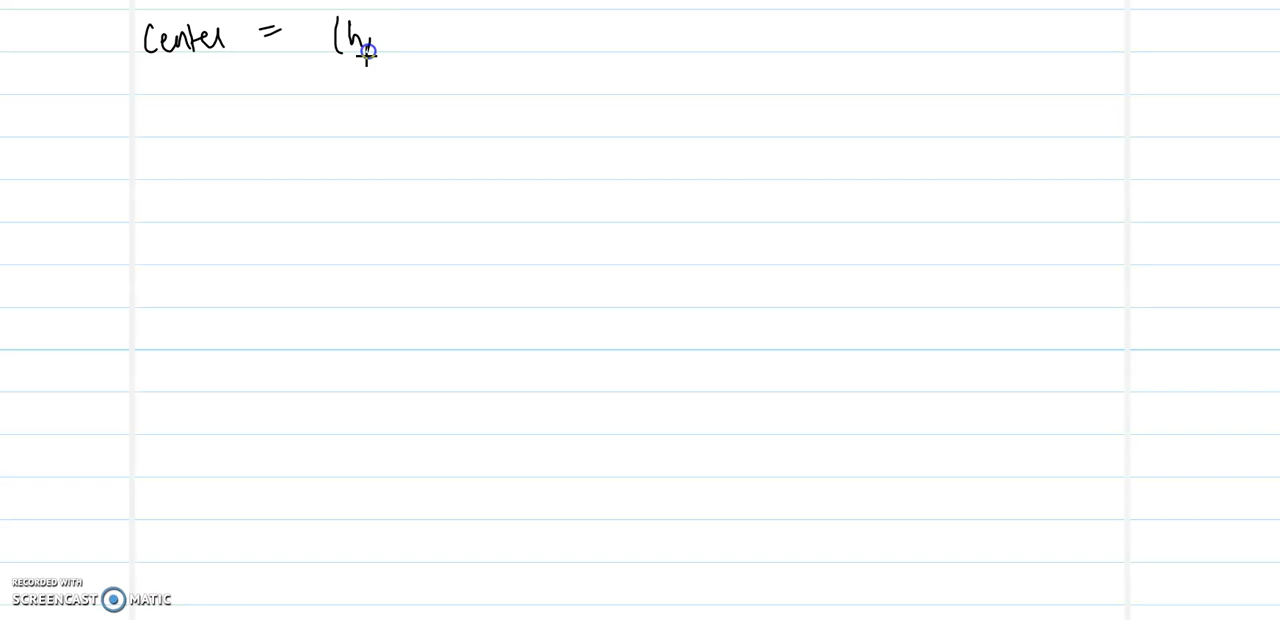 Center = (h,
RECORDED WITH
SCREENCAST MATIC